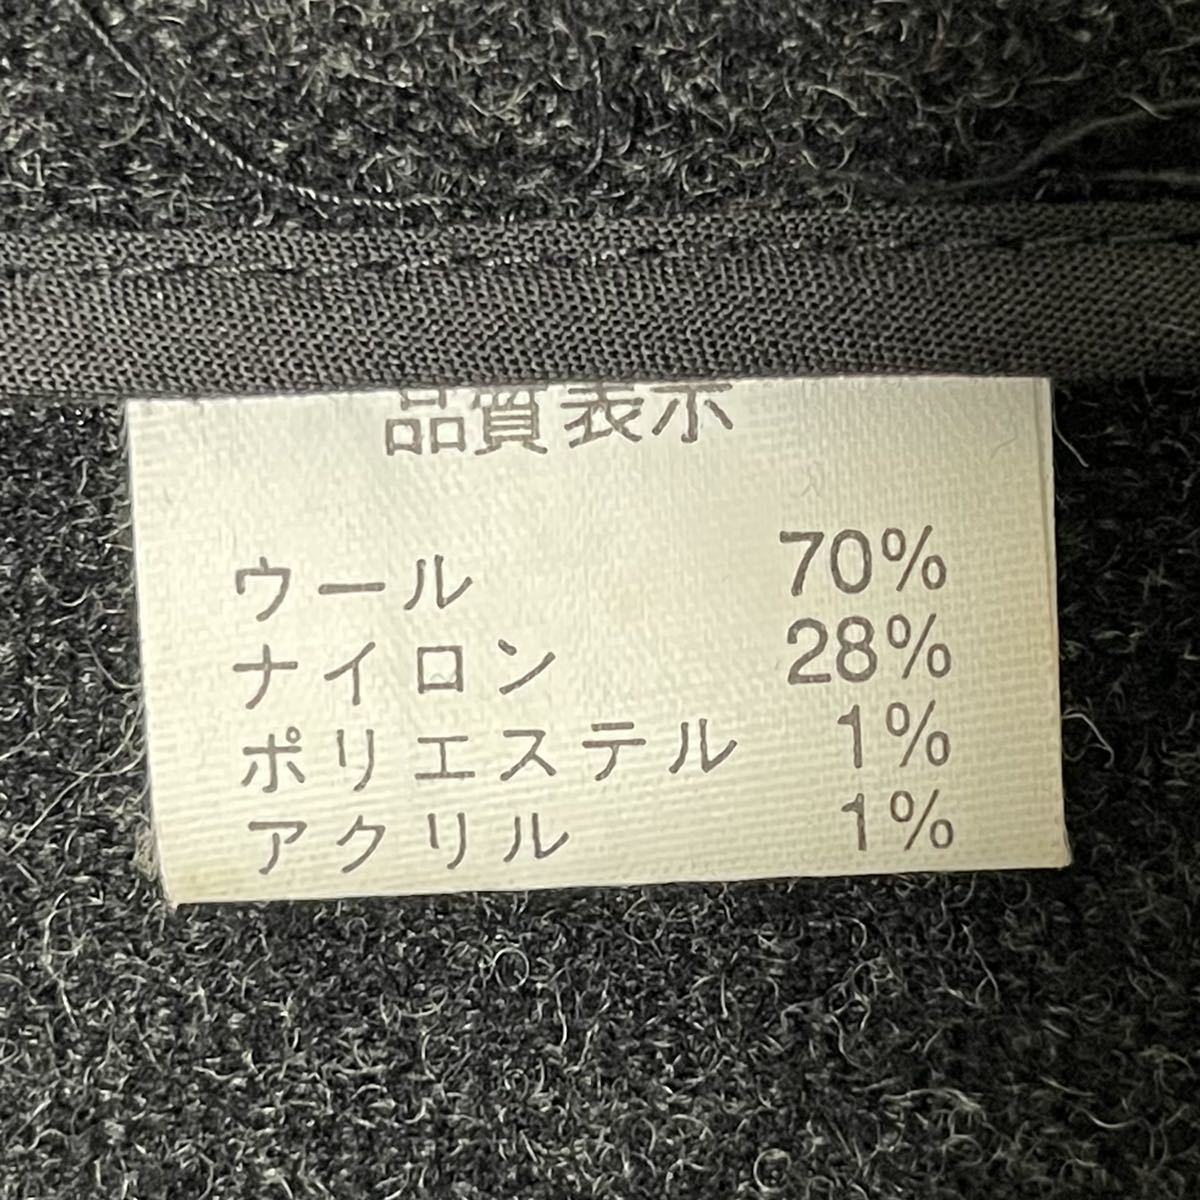 品質表示
ウール 70%
ナイロン 28%
ポリエステル 1%
アクリル 1%